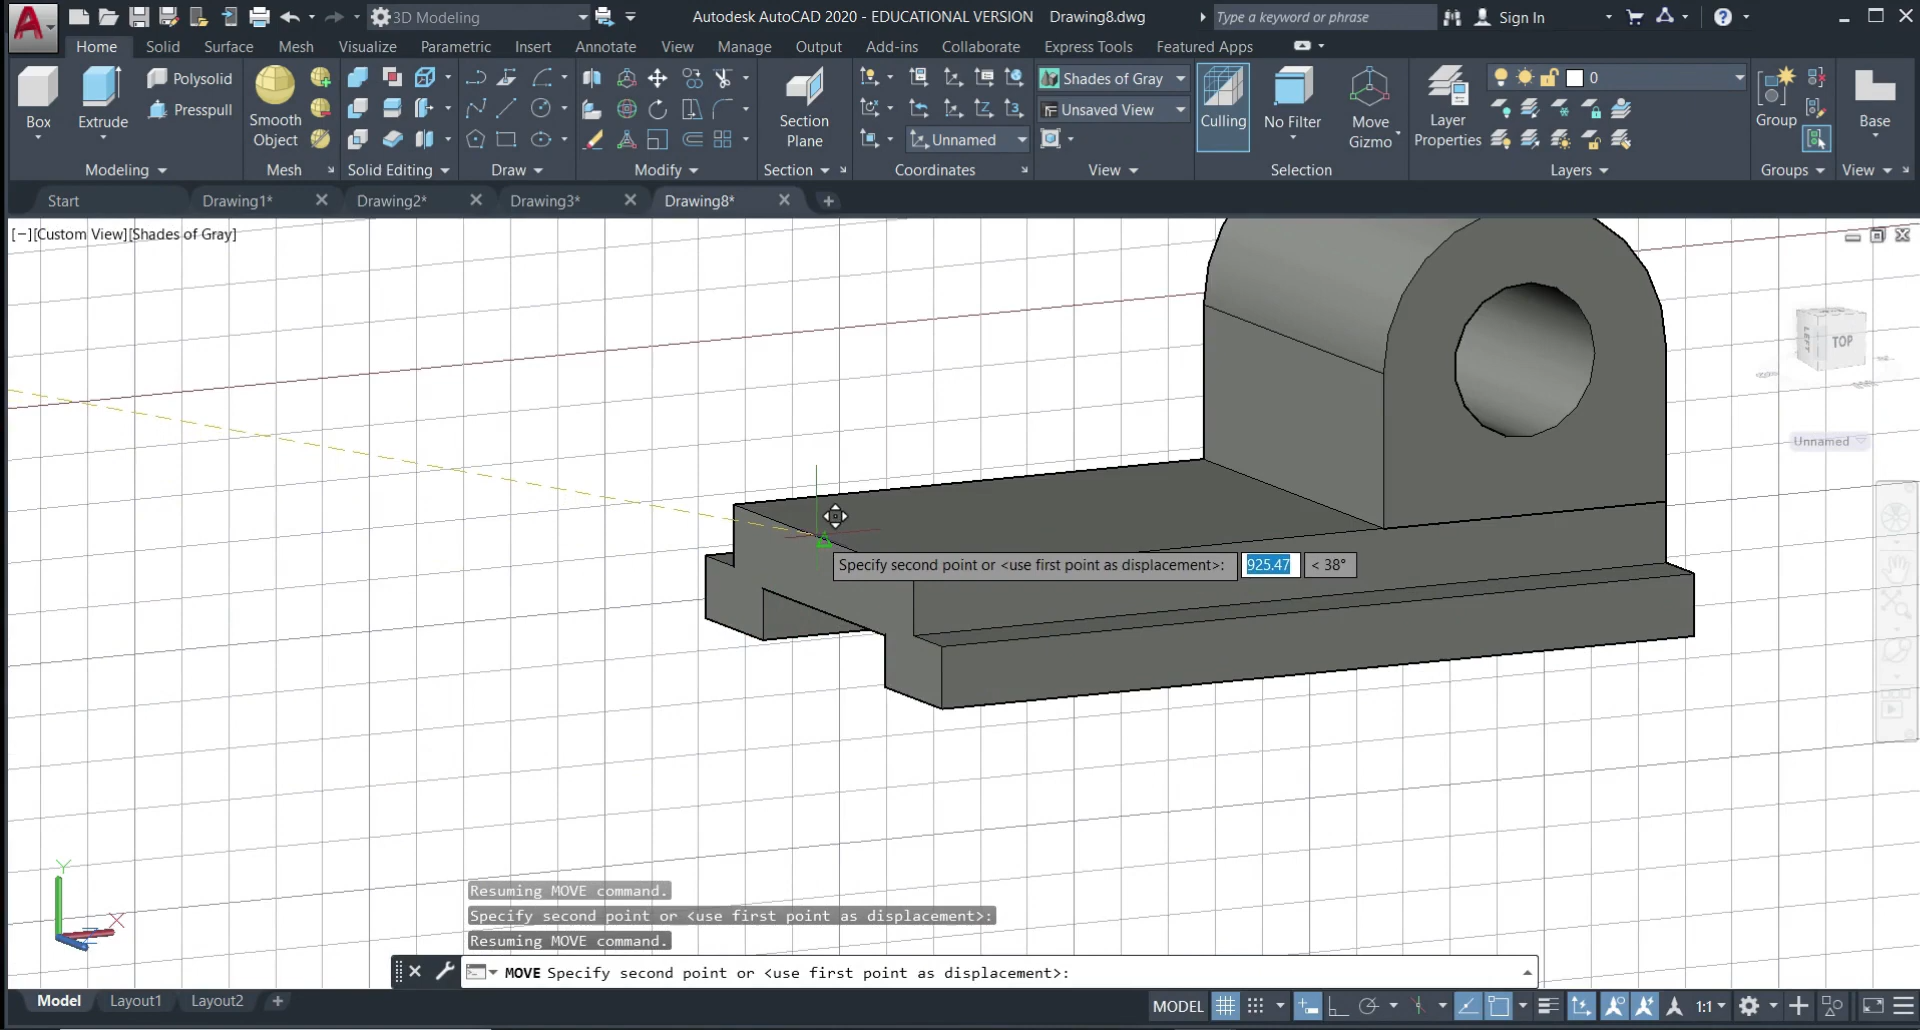 3D Modeling
Autodesk AutoCAD 2020 - EDUCATIONAL VERSION Drawing8.dwg
Type a keyword or phrase
Sign In
Home Solid Surface Mesh Visualize Parametric Insert Annotate View Manage Output Add-ins Collaborate Express Tools Featured Apps
Box
Extrude
Polysolid
Presspull
Smooth
Object
Section
Plane
Unnamed
Shades of Gray
Unsaved View
Culling
No Filter
Move
Gizmo
Layer
Properties
0
Group
Base
Modeling Mesh Solid Editing Draw Modify Section Coordinates View Selection Layers Groups View
Start Drawing1* Drawing2* Drawing3* Drawing8*
[−][Custom View][Shades of Gray]
LEFT
TOP
Unnamed
Specify second point or <use first point as displacement>: 925.47 < 38°
Y
X
Z
Resuming MOVE command.
Specify second point or <use first point as displacement>:
Resuming MOVE command.
MOVE Specify second point or <use first point as displacement>:
Model Layout1 Layout2
MODEL
1:1